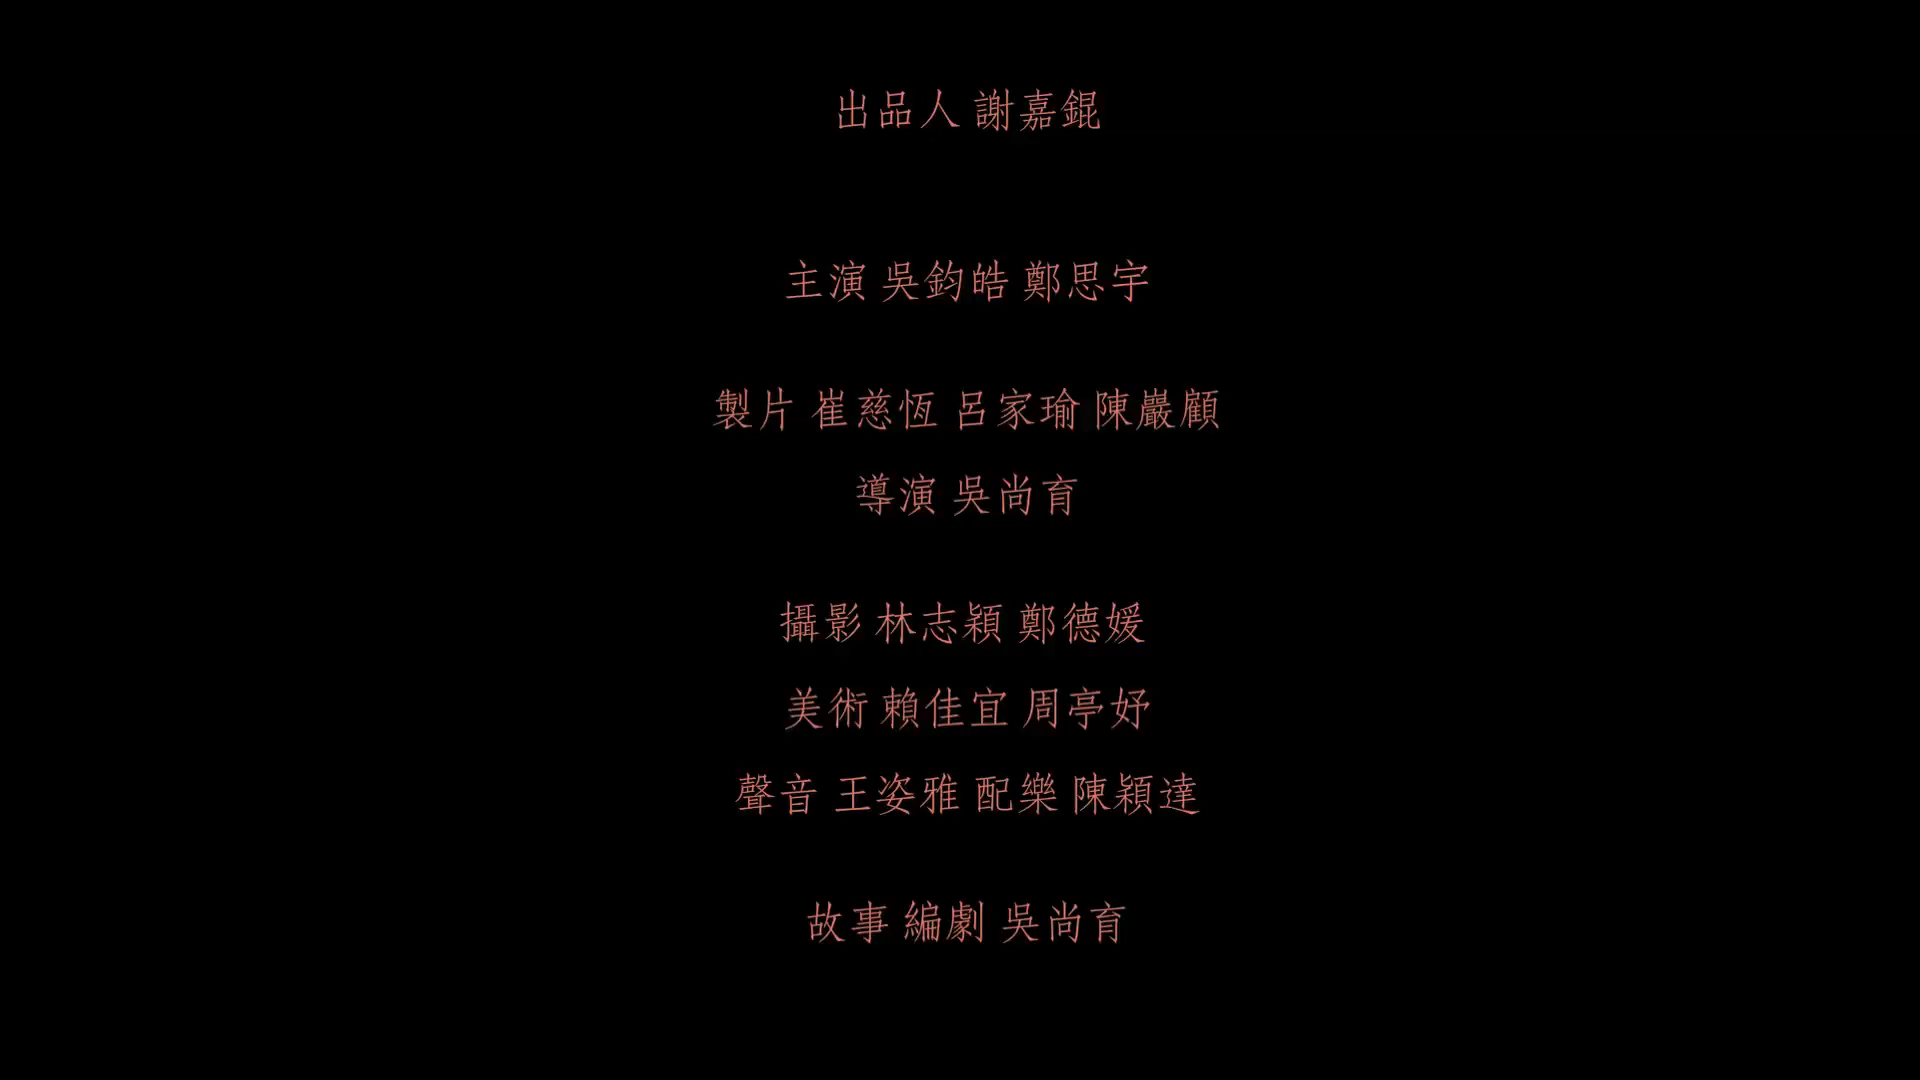 出品人 謝嘉錕
主演 吳鈞皓 鄭思宇
製片 崔慈恆 呂家瑜 陳巖顧
導演 吳尚育
攝影 林志穎 鄭德媛
美術 賴佳宜 周亭妤
聲音 王姿雅 配樂 陳穎達
故事 編劇 吳尚育